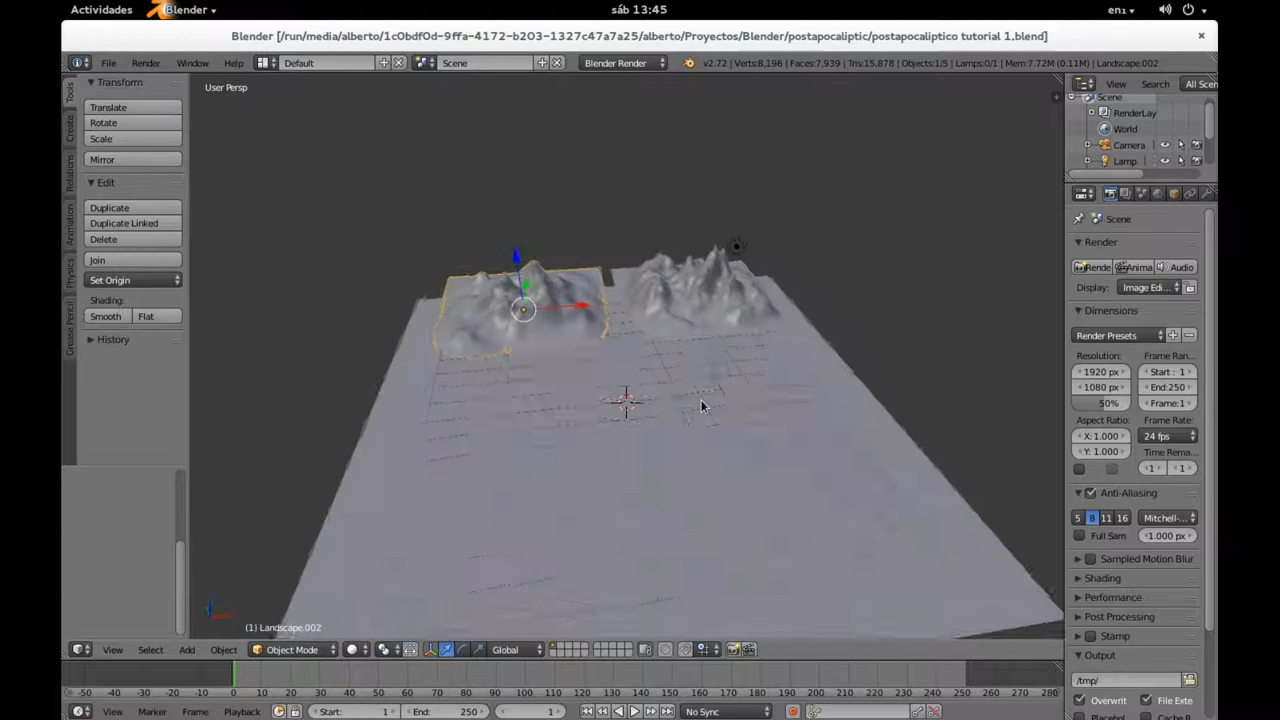 Actividades Blender sáb 13:45 en1
Blender [/run/media/alberto/1c0bdf0d-9ffa-4172-b203-1327c47a7a25/alberto/Proyectos/Blender/postapocaliptic/postapocaliptico tutorial 1.blend]
File Render Window Help Default Scene Blender Render v2.72 | Verts:8,196 | Faces:7,939 | Tris:15,878 | Objects:1/5 | Lamps:0/1 | Mem:7.72M (0.11M) | Landscape.002
Transform
Translate
Rotate
Scale
Mirror
Edit
Duplicate
Duplicate Linked
Delete
Join
Set Origin
Shading:
Smooth Flat
History
Tools
Create
Relations
Animation
Physics
Grease Pencil
User Persp
(1) Landscape.002
View Search All Scen
Scene
RenderLay
World
Camera
Lamp
Scene
Render
Rende Anima Audio
Display: Image Edi...
Dimensions
Render Presets
Resolution: Frame Ran...
1920 px Start: 1
1080 px End:250
50% Frame:1
Aspect Ratio: Frame Rate:
X: 1.000 24 fps
Y: 1.000 Time Rema...
1 1
Anti-Aliasing
5 8 11 16 Mitchell-...
Full Sam 1.000 px
Sampled Motion Blur
Shading
Performance
Post Processing
Stamp
Output
/tmp/
Overwrit File Exte
View Select Add Object Object Mode Global
-50 -40 -30 -20 -10 0 10 20 30 40 50 60 70 80 90 100 110 120 130 140 150 160 170 180 190 200 210 220 230 240 250 260 270 280
View Marker Frame Playback Start: 1 End: 250 1 No Sync